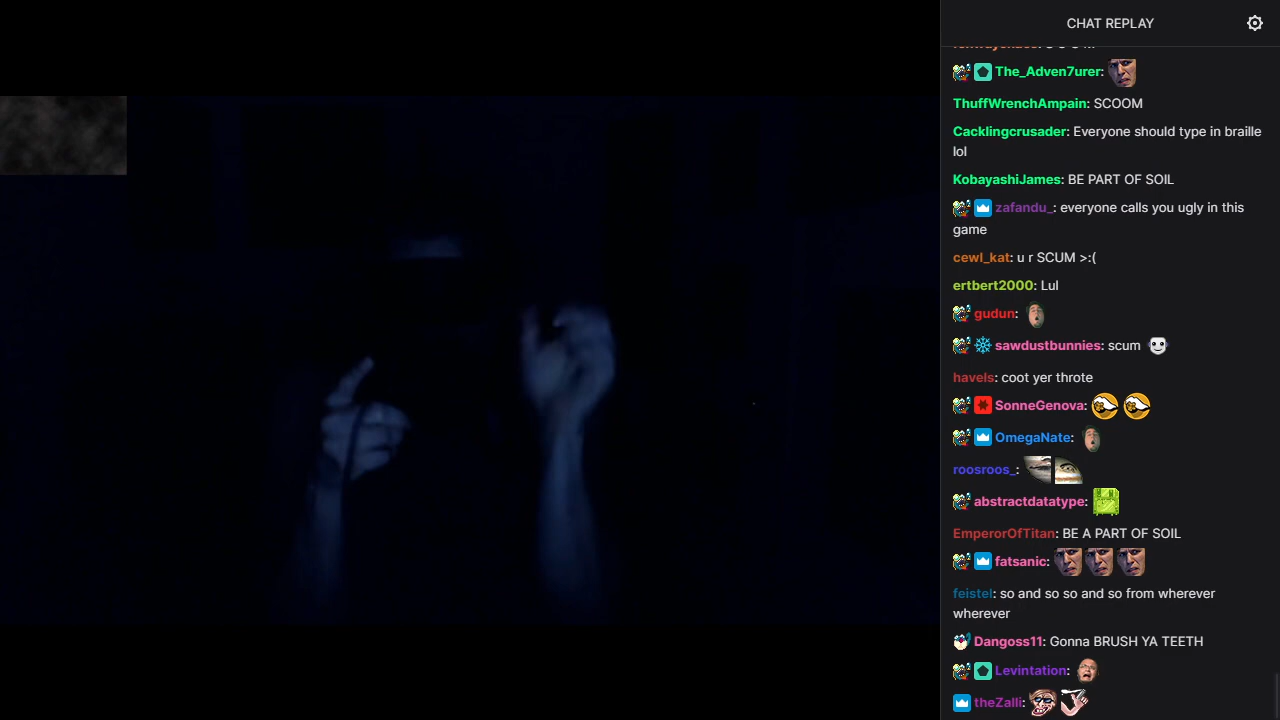 CHAT REPLAY
The_Adven7urer:
ThuffWrenchAmpain: SCOOM
Cacklingcrusader: Everyone should type in braille
lol
KobayashiJames: BE PART OF SOIL
zafandu_: everyone calls you ugly in this
game
cewl_kat: u r SCUM >:(
ertbert2000: Lul
gudun:
sawdustbunnies: scum
havels: coot yer throte
SonneGenova:
OmegaNate:
roosroos_:
abstractdatatype:
EmperorOfTitan: BE A PART OF SOIL
fatsanic:
feistel: so and so so and so from wherever
wherever
Dangoss11: Gonna BRUSH YA TEETH
Levintation:
theZalli: